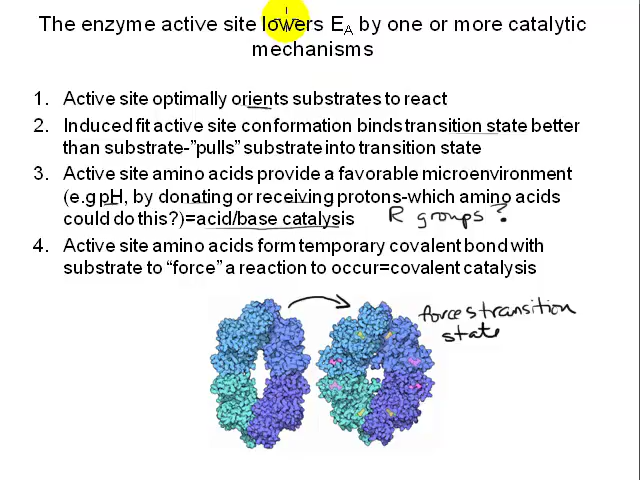 The enzyme active site lowers EA by one or more catalytic
mechanisms
1. Active site optimally orients substrates to react
2. Induced fit active site conformation binds transition state better
than substrate-"pulls" substrate into transition state
3. Active site amino acids provide a favorable microenvironment
(e.g pH, by donating or receiving protons-which amino acids
could do this?)=acid/base catalysis R groups?
4. Active site amino acids form temporary covalent bond with
substrate to "force" a reaction to occur=covalent catalysis
forces transition
state